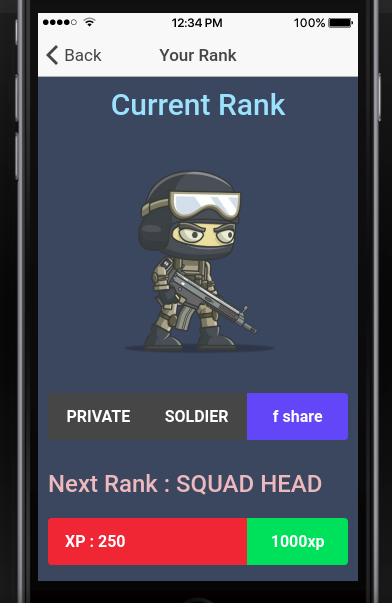 12:34 PM 100%
Back Your Rank
Current Rank
PRIVATE SOLDIER f share
Next Rank : SQUAD HEAD
XP : 250 1000xp